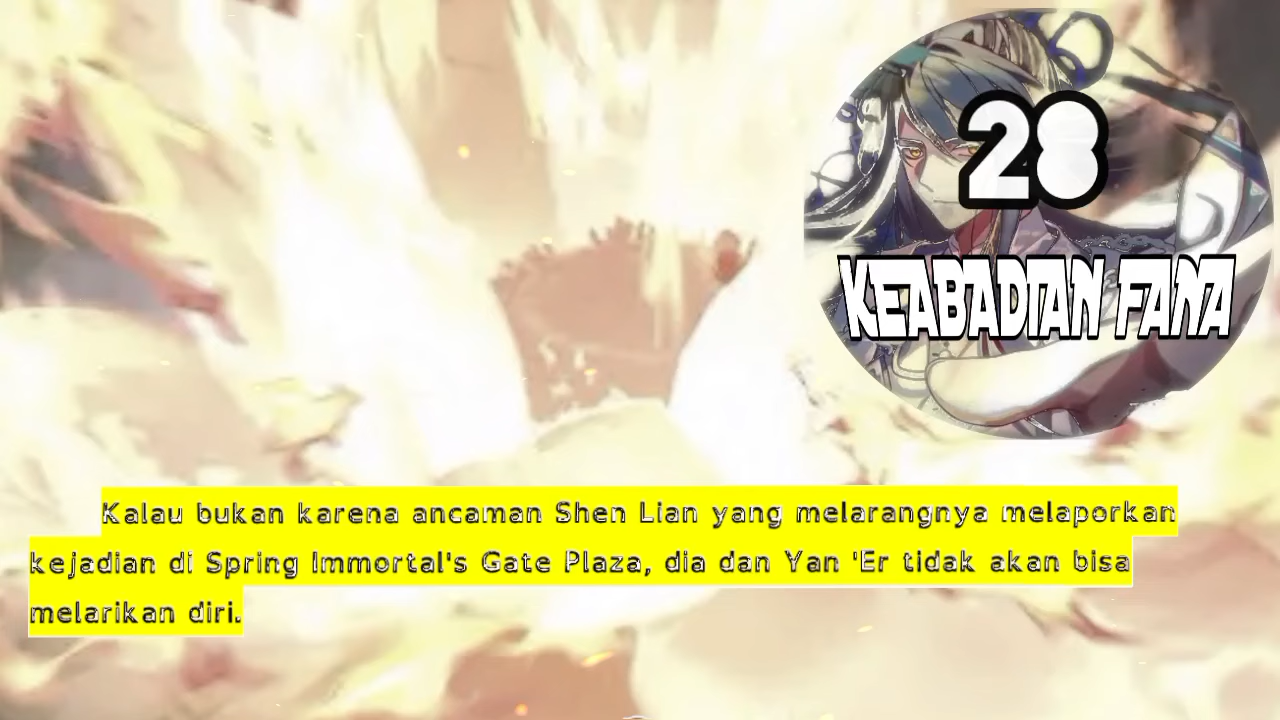 28
KEABADIAN FANA
Kalau bukan karena ancaman Shen Lian yang melarangnya melaporkan
kejadian di Spring Immortal's Gate Plaza, dia dan Yan 'Er tidak akan bisa
melarikan diri.